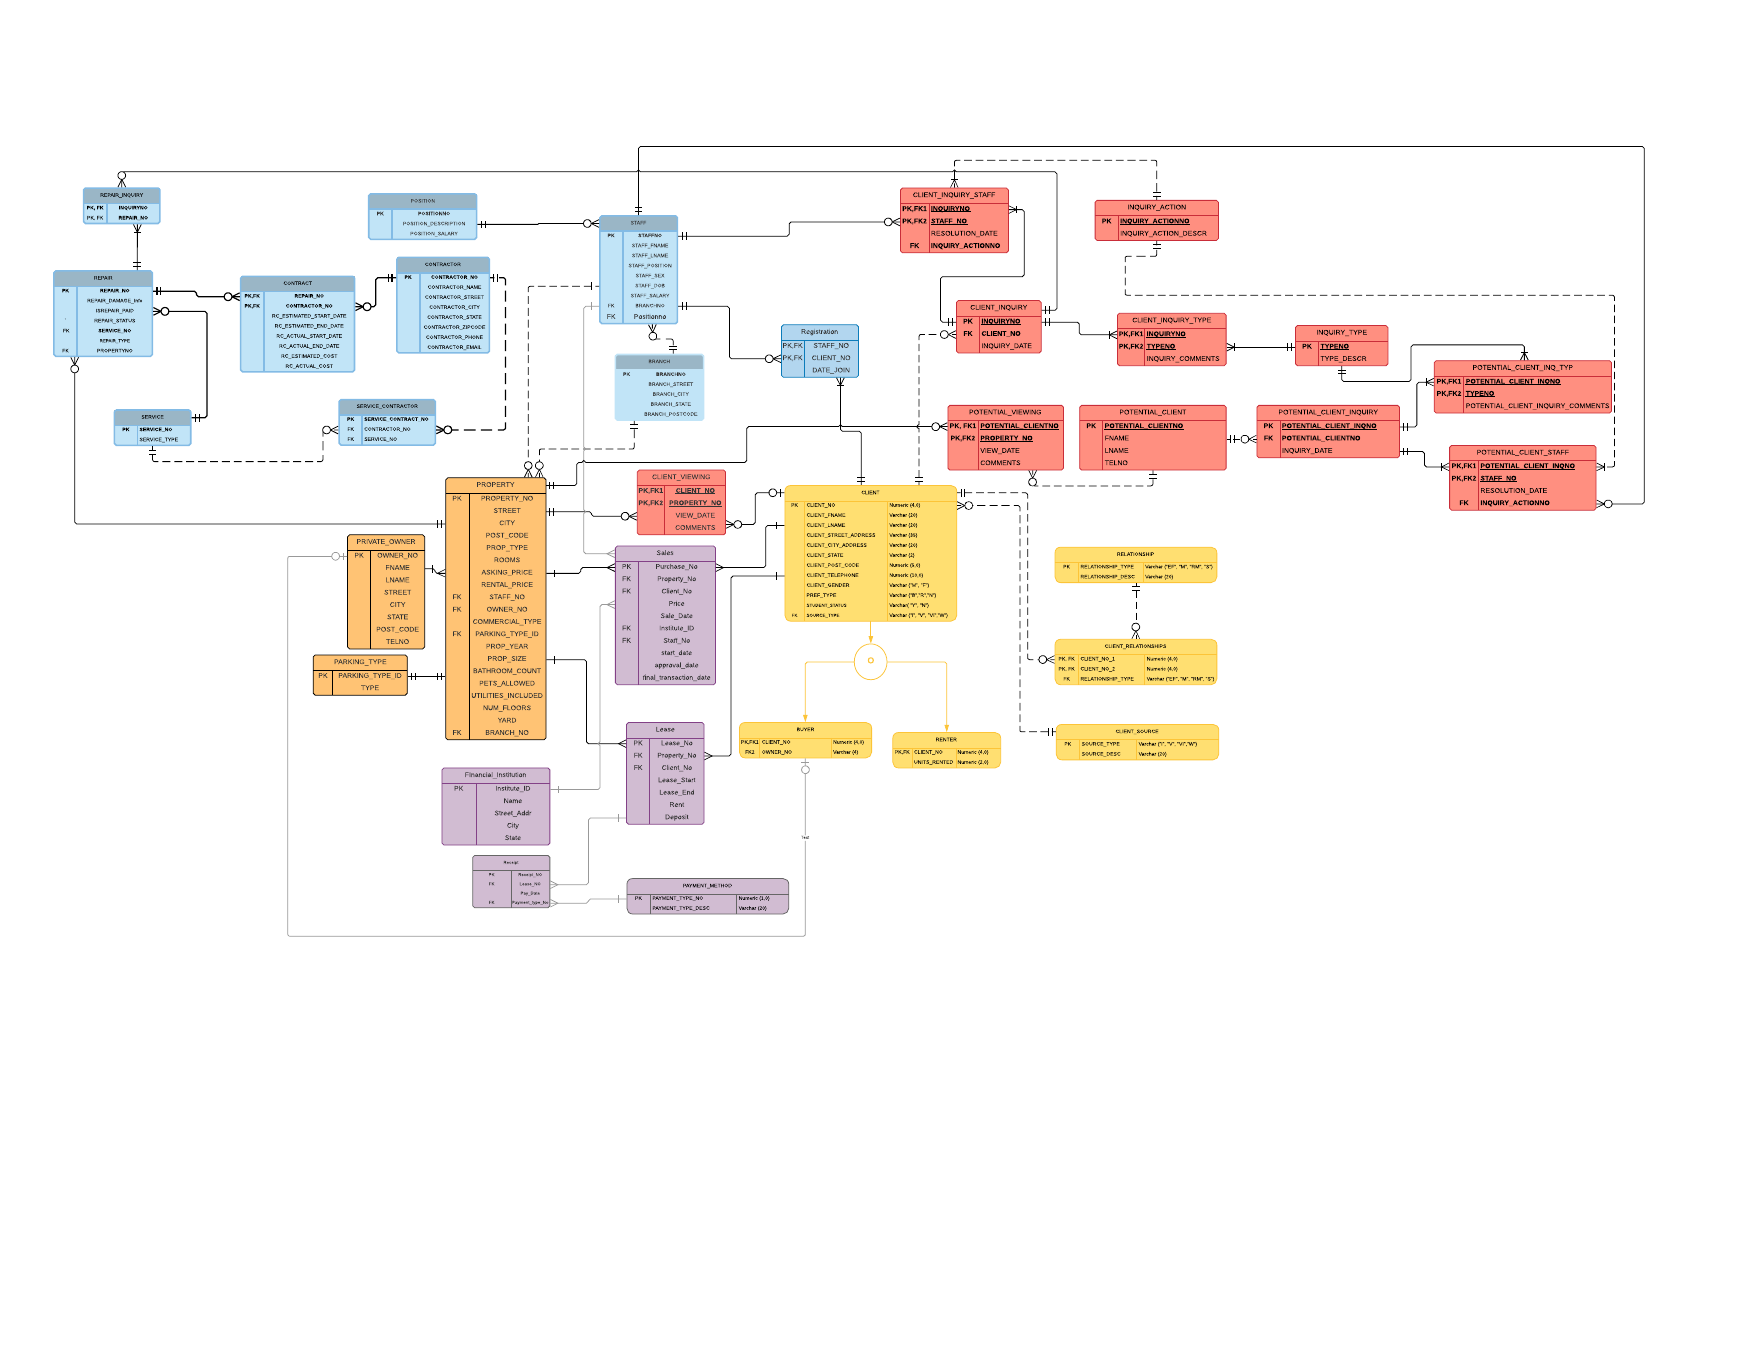 REPAIR_INQUIRY
PK, FK INQUIRYNO
PK, FK REPAIR_NO
POSITION
PK POSITIONNO
POSITION_DESCRIPTION
POSITION_SALARY
STAFF
PK STAFFNO
STAFF_FNAME
STAFF_LNAME
STAFF_POSITION
STAFF_SEX
STAFF_DOB
STAFF_SALARY
FK BRANCHNO
FK Positionno
CLIENT_INQUIRY_STAFF
PK,FK1 INQUIRYNO
PK,FK2 STAFF_NO
RESOLUTION_DATE
FK INQUIRY_ACTIONNO
INQUIRY_ACTION
PK INQUIRY_ACTIONNO
INQUIRY_ACTION_DESCR
REPAIR
PK REPAIR_NO
REPAIR_DAMAGE_Info
ISREPAIR_PAID
REPAIR_STATUS
FK SERVICE_NO
REPAIR_TYPE
FK PROPERTYNO
CONTRACT
PK,FK REPAIR_NO
PK,FK CONTRACTOR_NO
RC_ESTIMATED_START_DATE
RC_ESTIMATED_END_DATE
RC_ACTUAL_START_DATE
RC_ACTUAL_END_DATE
RC_ESTIMATED_COST
RC_ACTUAL_COST
CONTRACTOR
PK CONTRACTOR_NO
CONTRACTOR_NAME
CONTRACTOR_STREET
CONTRACTOR_CITY
CONTRACTOR_STATE
CONTRACTOR_ZIPCODE
CONTRACTOR_PHONE
CONTRACTOR_EMAIL
Registration
PK,FK STAFF_NO
PK,FK CLIENT_NO
DATE_JOIN
CLIENT_INQUIRY
PK INQUIRYNO
FK CLIENT_NO
INQUIRY_DATE
CLIENT_INQUIRY_TYPE
PK,FK1 INQUIRYNO
PK,FK2 TYPENO
INQUIRY_COMMENTS
INQUIRY_TYPE
PK TYPENO
TYPE_DESCR
POTENTIAL_CLIENT_INQ_TYP
PK,FK1 POTENTIAL_CLIENT_INQNO
PK,FK2 TYPENO
POTENTIAL_CLIENT_INQUIRY_COMMENTS
BRANCH
PK BRANCHNO
BRANCH_STREET
BRANCH_CITY
BRANCH_STATE
BRANCH_POSTCODE
SERVICE
PK SERVICE_NO
SERVICE_TYPE
SERVICE_CONTRACTOR
PK SERVICE_CONTRACT_NO
FK CONTRACTOR_NO
FK SERVICE_NO
POTENTIAL_VIEWING
PK, FK1 POTENTIAL_CLIENTNO
PK,FK2 PROPERTY_NO
VIEW_DATE
COMMENTS
POTENTIAL_CLIENT
PK POTENTIAL_CLIENTNO
FNAME
LNAME
TELNO
POTENTIAL_CLIENT_INQUIRY
PK POTENTIAL_CLIENT_INQNO
FK POTENTIAL_CLIENTNO
INQUIRY_DATE
POTENTIAL_CLIENT_STAFF
PK,FK1 POTENTIAL_CLIENT_INQNO
PK,FK2 STAFF_NO
RESOLUTION_DATE
FK INQUIRY_ACTIONNO
PROPERTY
PK PROPERTY_NO
STREET
CITY
POST_CODE
PROP_TYPE
ROOMS
ASKING_PRICE
RENTAL_PRICE
FK STAFF_NO
FK OWNER_NO
COMMERCIAL_TYPE
FK PARKING_TYPE_ID
PROP_YEAR
PROP_SIZE
BATHROOM_COUNT
PETS_ALLOWED
UTILITIES_INCLUDED
NUM_FLOORS
YARD
FK BRANCH_NO
CLIENT_VIEWING
PK,FK1 CLIENT_NO
PK,FK2 PROPERTY_NO
VIEW_DATE
COMMENTS
CLIENT
PK CLIENT_NO Numeric (4.0)
CLIENT_FNAME Varchar (20)
CLIENT_LNAME Varchar (20)
CLIENT_STREET_ADDRESS Varchar (35)
CLIENT_CITY_ADDRESS Varchar (20)
CLIENT_STATE Varchar (2)
CLIENT_POST_CODE Numeric (5.0)
CLIENT_TELEPHONE Numeric (10.0)
CLIENT_GENDER Varchar ("M", "F")
PREF_TYPE Varchar ("B","R","N")
STUDENT_STATUS Varchar( "Y", "N")
FK SOURCE_TYPE Varchar ("I", "V", "VI","W")
PRIVATE_OWNER
PK OWNER_NO
FNAME
LNAME
STREET
CITY
STATE
POST_CODE
TELNO
PARKING_TYPE
PK PARKING_TYPE_ID
TYPE
Sales
PK Purchase_No
FK Property_No
FK Client_No
Price
Sale_Date
FK Institute_ID
FK Staff_No
start_date
approval_date
final_transaction_date
RELATIONSHIP
PK RELATIONSHIP_TYPE Varchar ("EF", "M", "RM", "S")
RELATIONSHIP_DESC Varchar (20)
CLIENT_RELATIONSHIPS
PK, FK CLIENT_NO_1 Numeric (4.0)
PK, FK CLIENT_NO_2 Numeric (4.0)
FK RELATIONSHIP_TYPE Varchar ("EF", "M", "RM", "S")
O
BUYER
PK,FK1 CLIENT_NO Numeric (4.0)
FK2 OWNER_NO Varchar (4)
RENTER
PK,FK CLIENT_NO Numeric (4.0)
UNITS_RENTED Numeric (2.0)
CLIENT_SOURCE
PK SOURCE_TYPE Varchar ("I", "V", "VI","W")
SOURCE_DESC Varchar (20)
Lease
PK Lease_No
FK Property_No
FK Client_No
Lease_Start
Lease_End
Rent
Deposit
Financial_Institution
PK Institute_ID
Name
Street_Addr
City
State
Text
Receipt
PK Receipt_NO
FK Lease_NO
Pay_Date
FK Payment_type_No
PAYMENT_METHOD
PK PAYMENT_TYPE_NO Numeric (1.0)
PAYMENT_TYPE_DESC Varchar (20)